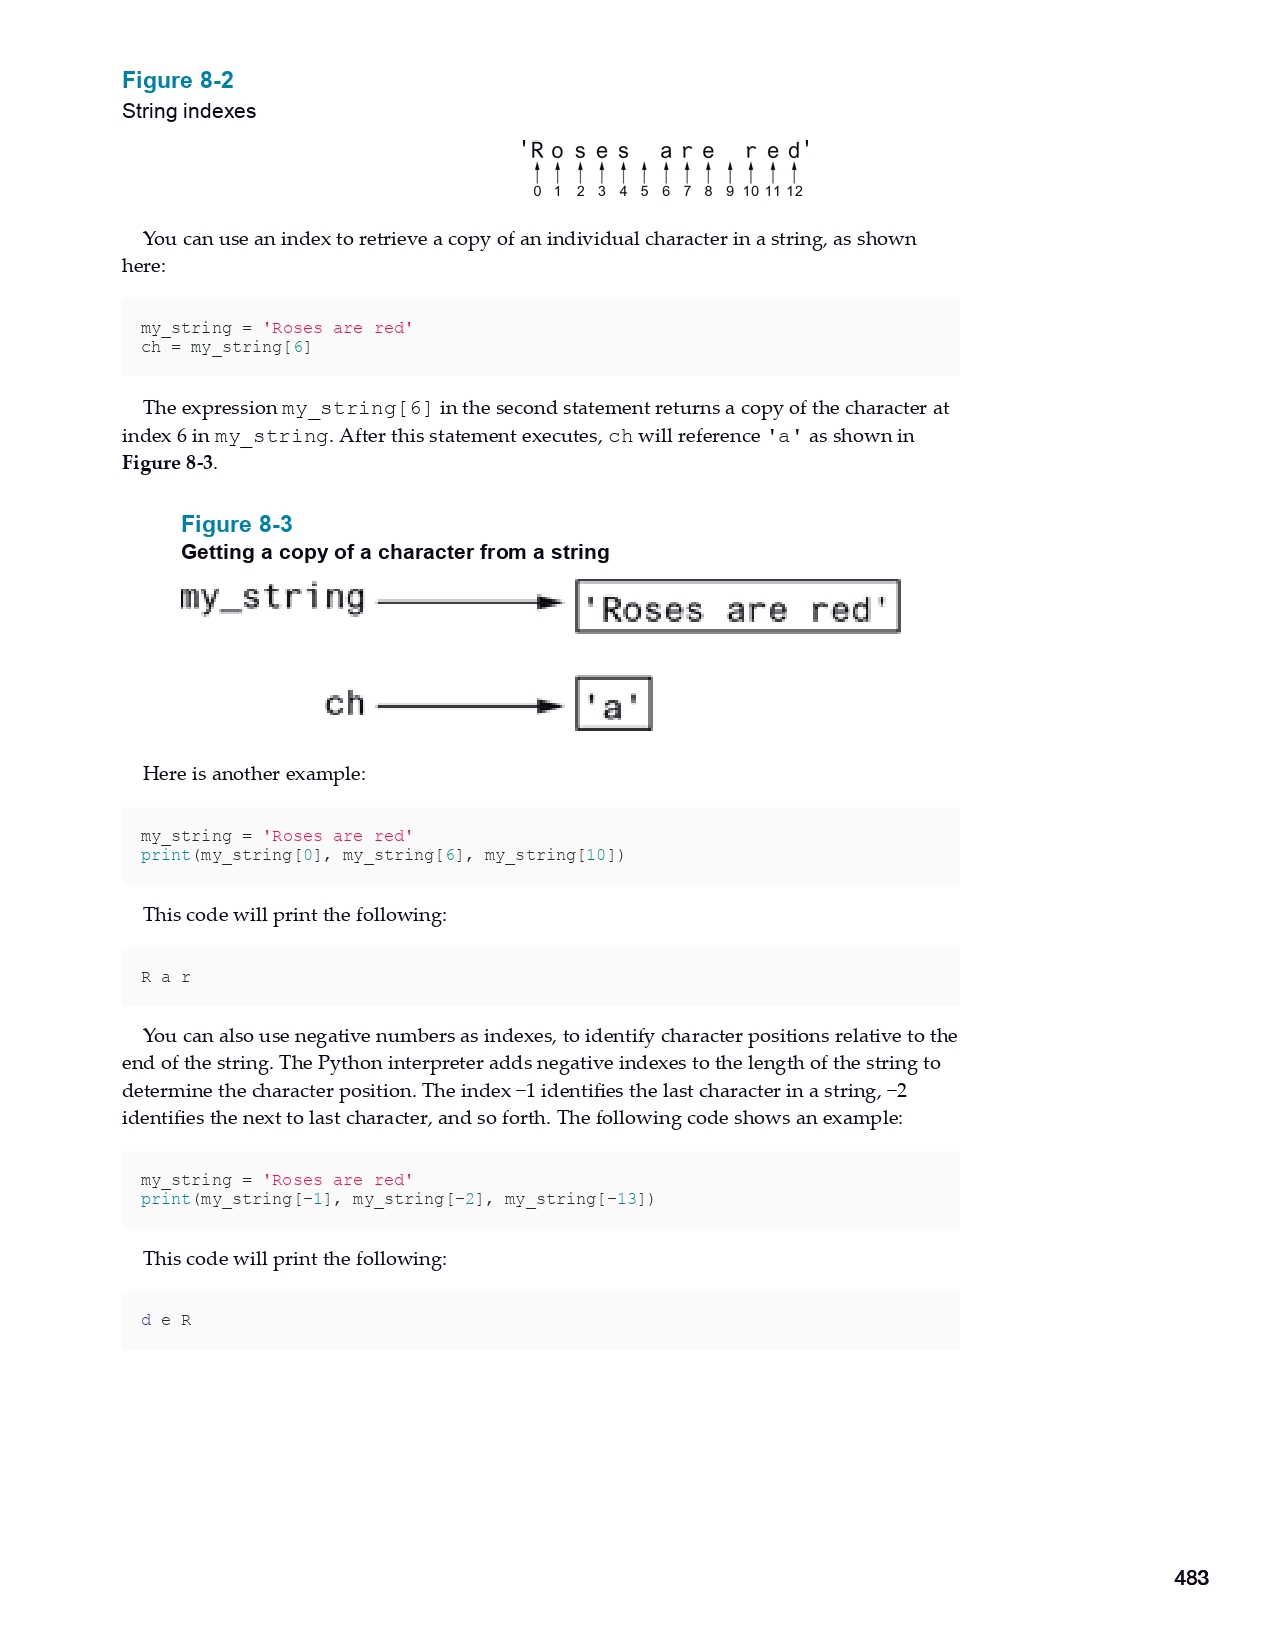 Figure 8-2
String indexes
'Roses are red'
0 1 2 3 4 5 6 7 8 9 10 11 12
You can use an index to retrieve a copy of an individual character in a string, as shown
here:
my_string = 'Roses are red'
ch = my_string[6]
The expression my_string[6] in the second statement returns a copy of the character at
index 6 in my_string. After this statement executes, ch will reference 'a' as shown in
Figure 8-3.
Figure 8-3
Getting a copy of a character from a string
my_string 'Roses are red'
ch 'a'
Here is another example:
my_string = 'Roses are red'
print(my_string[0], my_string[6], my_string[10])
This code will print the following:
R a r
You can also use negative numbers as indexes, to identify character positions relative to the
end of the string. The Python interpreter adds negative indexes to the length of the string to
determine the character position. The index −1 identifies the last character in a string, −2
identifies the next to last character, and so forth. The following code shows an example:
my_string = 'Roses are red'
print(my_string[−1], my_string[−2], my_string[−13])
This code will print the following:
d e R
483